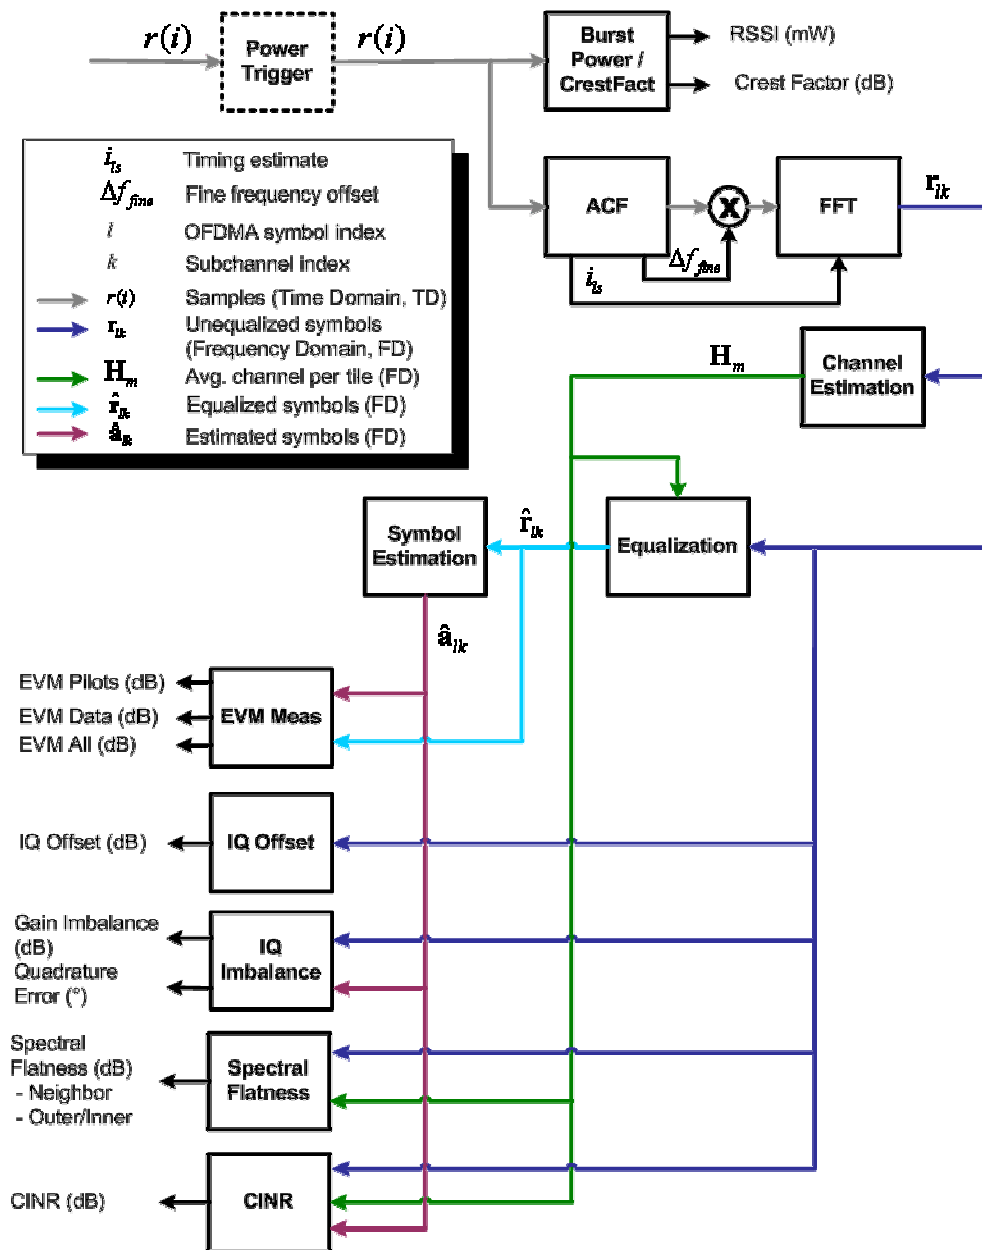 r(i)
Power
Trigger
r(i)
Burst
Power /
CrestFact
RSSI (mW)
Crest Factor (dB)
i_ls Timing estimate
Δf_fine Fine frequency offset
l OFDMA symbol index
k Subchannel index
r(i) Samples (Time Domain, TD)
r_lk Unequalized symbols
(Frequency Domain, FD)
H_m Avg. channel per tile (FD)
r̂_lk Equalized symbols (FD)
â_lk Estimated symbols (FD)
ACF
X
FFT
r_lk
Δf_fine
i_ls
H_m
Channel
Estimation
Symbol
Estimation
r̂_lk
Equalization
â_lk
EVM Pilots (dB)
EVM Data (dB)
EVM All (dB)
EVM Meas
IQ Offset (dB)
IQ Offset
Gain Imbalance
(dB)
Quadrature
Error (°)
IQ
Imbalance
Spectral
Flatness (dB)
- Neighbor
- Outer/Inner
Spectral
Flatness
CINR (dB)
CINR